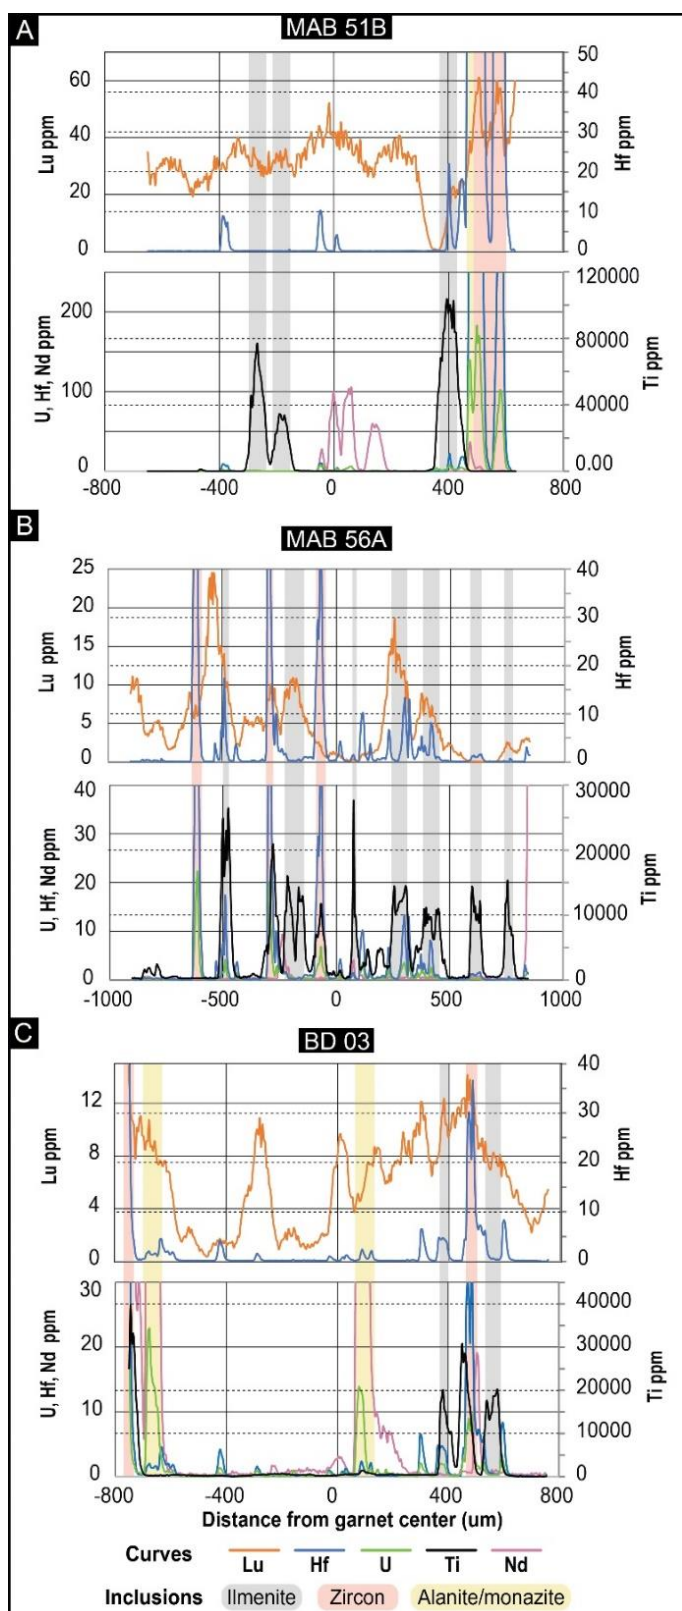 A
MAB 51B
60
40
20
0
Lu ppm
50
40
30
20
10
0
Hf ppm
200
100
0
U, Hf, Nd ppm
120000
80000
40000
0.00
Ti ppm
-800 -400 0 400 800
B
MAB 56A
25
20
15
10
5
0
Lu ppm
40
30
20
10
0
Hf ppm
40
30
20
10
0
U, Hf, Nd ppm
30000
20000
10000
0
Ti ppm
-1000 -500 0 500 1000
C
BD 03
12
8
4
0
Lu ppm
40
30
20
10
0
Hf ppm
30
20
10
0
U, Hf, Nd ppm
40000
30000
20000
10000
0
Ti ppm
-800 -400 0 400 800
Distance from garnet center (um)
Curves Lu Hf U Ti Nd
Inclusions Ilmenite Zircon Alanite/monazite